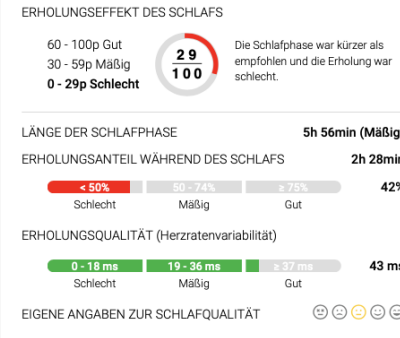 ERHOLUNGSEFFEKT DES SCHLAFS
60 - 100p Gut
30 - 59p Mäßig
0 - 29p Schlecht
29
100
Die Schlafphase war kürzer als
empfohlen und die Erholung war
schlecht.
LÄNGE DER SCHLAFPHASE 5h 56min (Mäßig
ERHOLUNGSANTEIL WÄHREND DES SCHLAFS 2h 28min
< 50% 50 - 74% ≥ 75% 42%
Schlecht Mäßig Gut
ERHOLUNGSQUALITÄT (Herzratenvariabilität)
0 - 18 ms 19 - 36 ms ≥ 37 ms 43 ms
Schlecht Mäßig Gut
EIGENE ANGABEN ZUR SCHLAFQUALITÄT